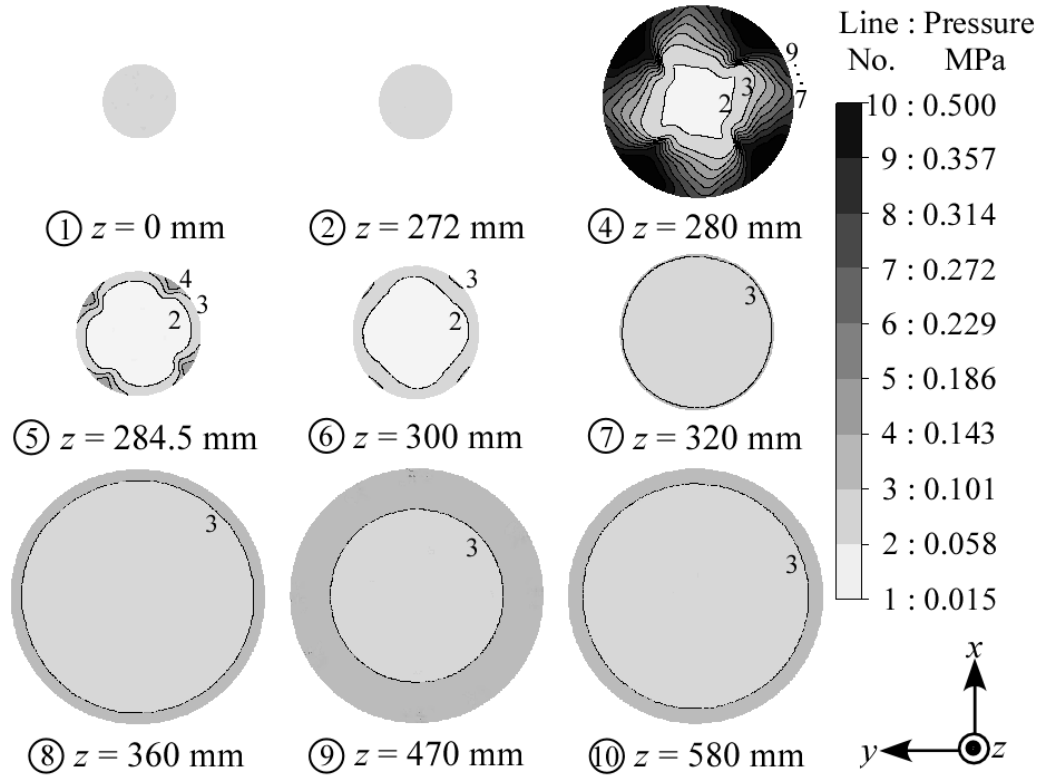 Line : Pressure
No. MPa
10 : 0.500
9 : 0.357
8 : 0.314
7 : 0.272
6 : 0.229
5 : 0.186
4 : 0.143
3 : 0.101
2 : 0.058
1 : 0.015
9
⋱
7
3
2
① z = 0 mm
② z = 272 mm
④ z = 280 mm
4
3
2
3
2
3
⑤ z = 284.5 mm
⑥ z = 300 mm
⑦ z = 320 mm
3
3
3
⑧ z = 360 mm
⑨ z = 470 mm
⑩ z = 580 mm
x
y
z